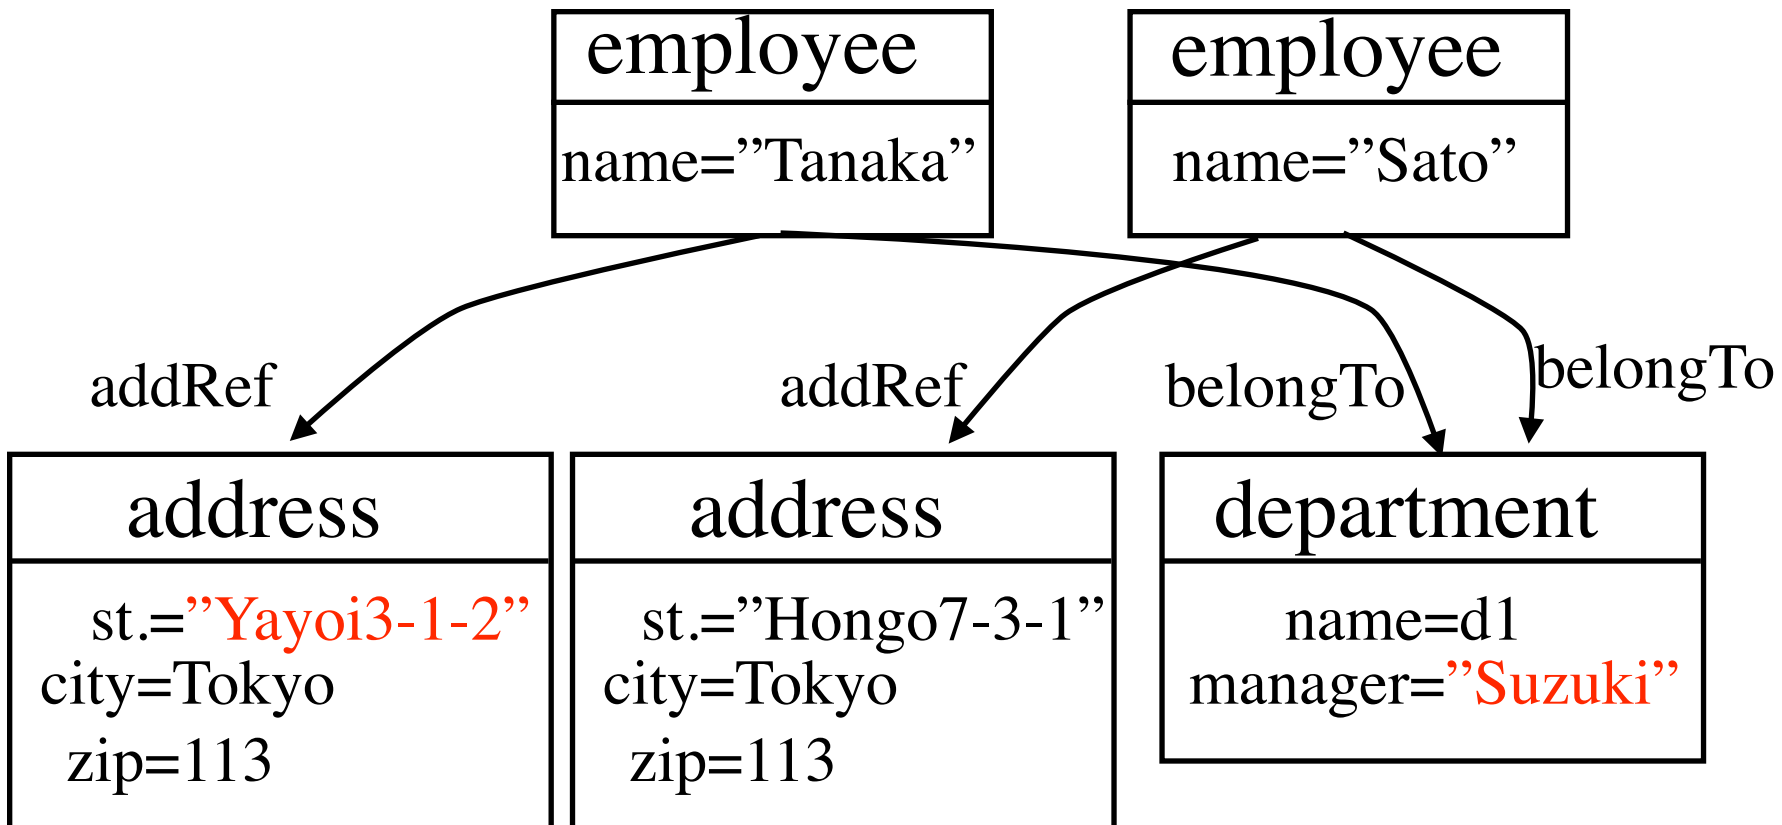 employee
name=”Tanaka”
employee
name=”Sato”
addRef
addRef
belongTo
belongTo
address
st.=”Yayoi3-1-2”
city=Tokyo
zip=113
address
st.=”Hongo7-3-1”
city=Tokyo
zip=113
department
name=d1
manager=”Suzuki”